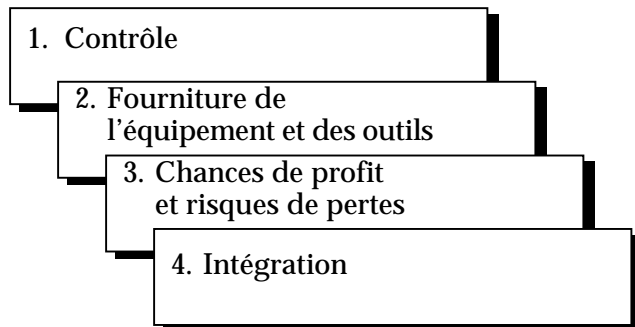 1. Contrôle
2. Fourniture de
l’équipement et des outils
3. Chances de profit
et risques de pertes
4. Intégration